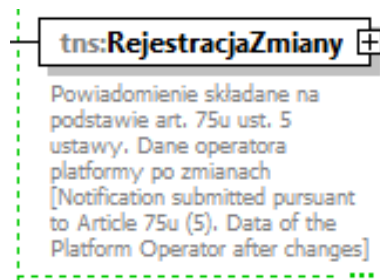 tns:RejestracjaZmiany
Powiadomienie składane na
podstawie art. 75u ust. 5
ustawy. Dane operatora
platformy po zmianach
[Notification submitted pursuant
to Article 75u (5). Data of the
Platform Operator after changes]